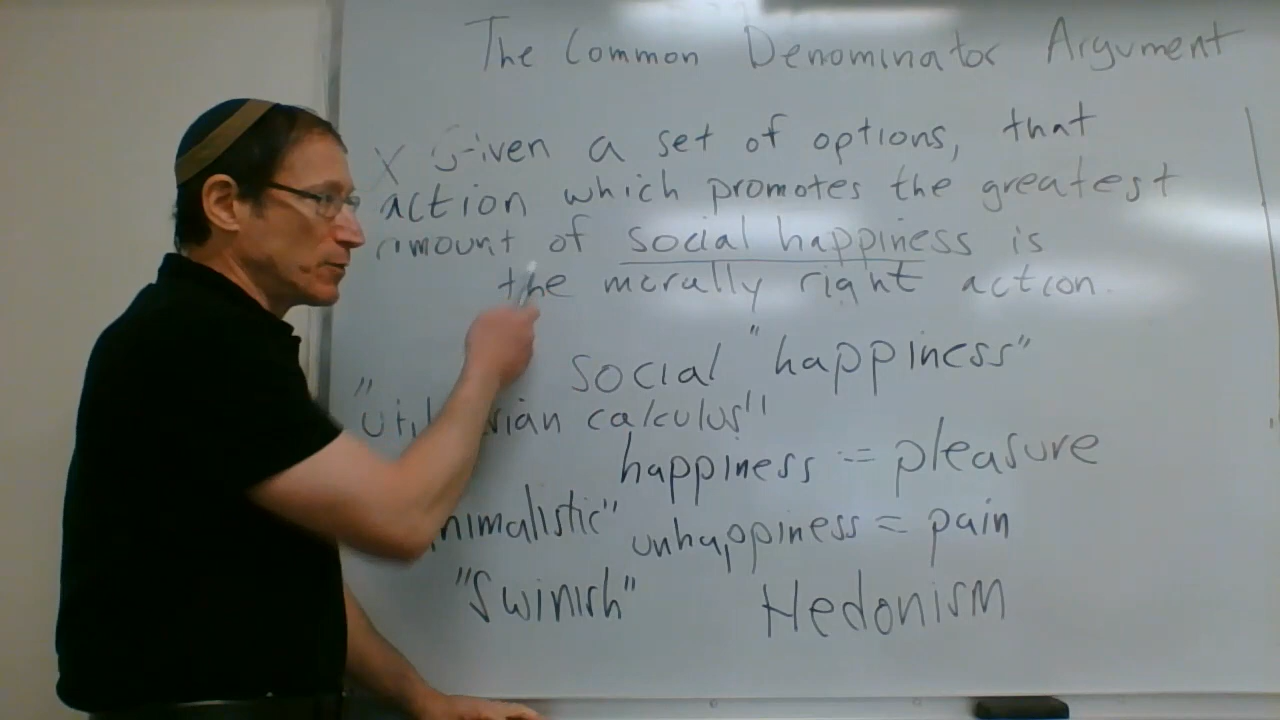 The Common Denominator Argument
X Given a set of options, that
action which promotes the greatest
amount of social happiness is
the morally right action.
social "happiness"
calculus"
happiness = pleasure
unhappiness = pain
"Swinish" Hedonism